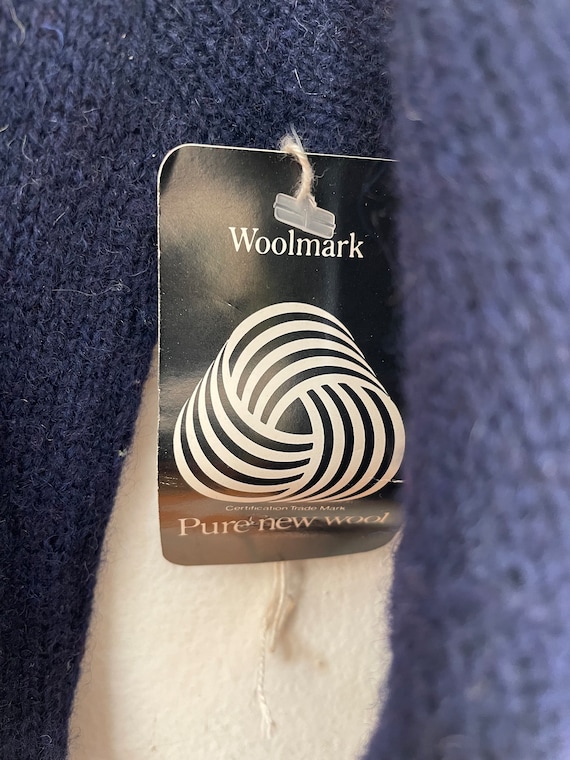 Woolmark
Certification Trade Mark
Pure new wool